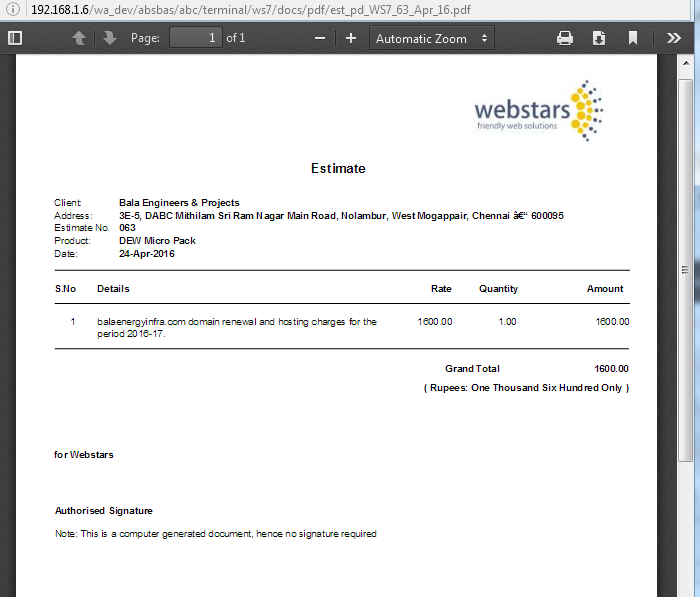 192.168.1.6/wa_dev/absbas/abc/terminal/ws7/docs/pdf/est_pd_WS7_63_Apr_16.pdf
Page: 1 of 1 Automatic Zoom
webstars
friendly web solutions
Estimate
Client: Bala Engineers & Projects
Address: 3E-5, DABC Mithilam Sri Ram Nagar Main Road, Nolambur, West Mogappair, Chennai â€“ 600095
Estimate No. 063
Product: DEW Micro Pack
Date: 24-Apr-2016
S.No Details Rate Quantity Amount
1 balaenergyinfra.com domain renewal and hosting charges for the 1600.00 1.00 1600.00
period 2016-17.
Grand Total 1600.00
( Rupees: One Thousand Six Hundred Only )
for Webstars
Authorised Signature
Note: This is a computer generated document, hence no signature required